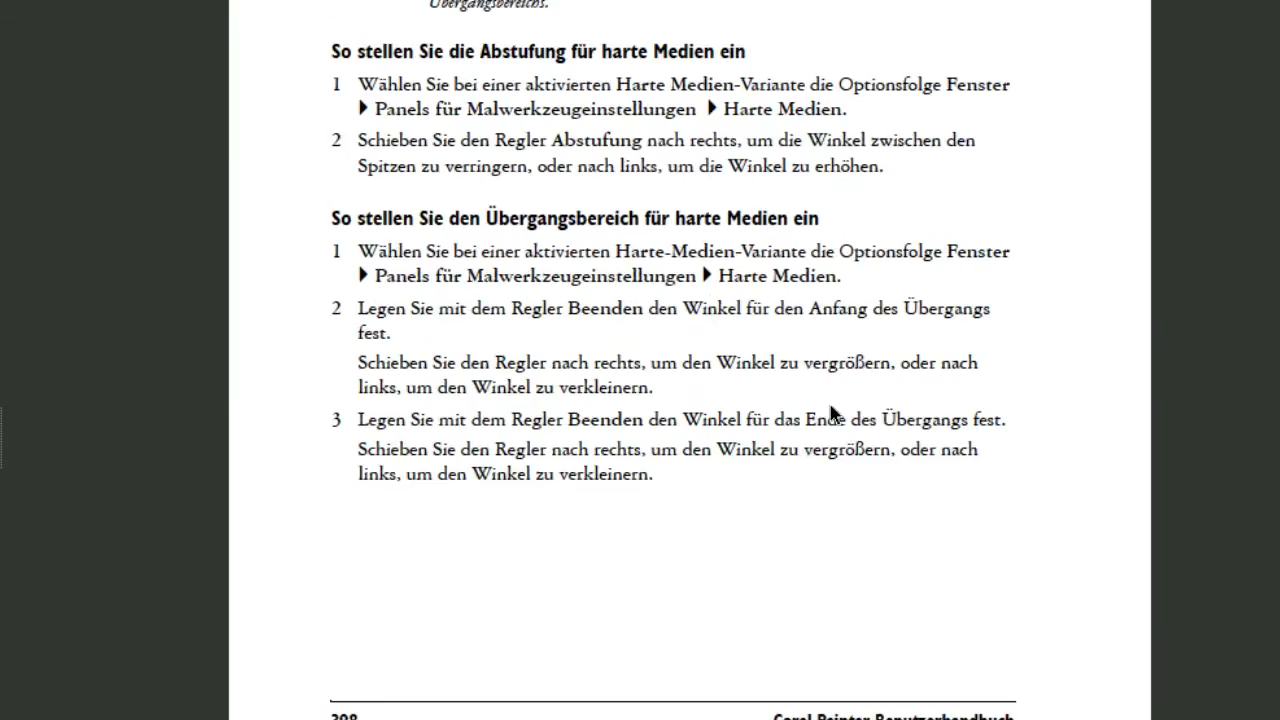 Übergangsbereichs.
So stellen Sie die Abstufung für harte Medien ein
1 Wählen Sie bei einer aktivierten Harte Medien-Variante die Optionsfolge Fenster
▶ Panels für Malwerkzeugeinstellungen ▶ Harte Medien.
2 Schieben Sie den Regler Abstufung nach rechts, um die Winkel zwischen den
Spitzen zu verringern, oder nach links, um die Winkel zu erhöhen.
So stellen Sie den Übergangsbereich für harte Medien ein
1 Wählen Sie bei einer aktivierten Harte-Medien-Variante die Optionsfolge Fenster
▶ Panels für Malwerkzeugeinstellungen ▶ Harte Medien.
2 Legen Sie mit dem Regler Beenden den Winkel für den Anfang des Übergangs
fest.
Schieben Sie den Regler nach rechts, um den Winkel zu vergrößern, oder nach
links, um den Winkel zu verkleinern.
3 Legen Sie mit dem Regler Beenden den Winkel für das Ende des Übergangs fest.
Schieben Sie den Regler nach rechts, um den Winkel zu vergrößern, oder nach
links, um den Winkel zu verkleinern.
Corel Painter Benutzerhandbuch